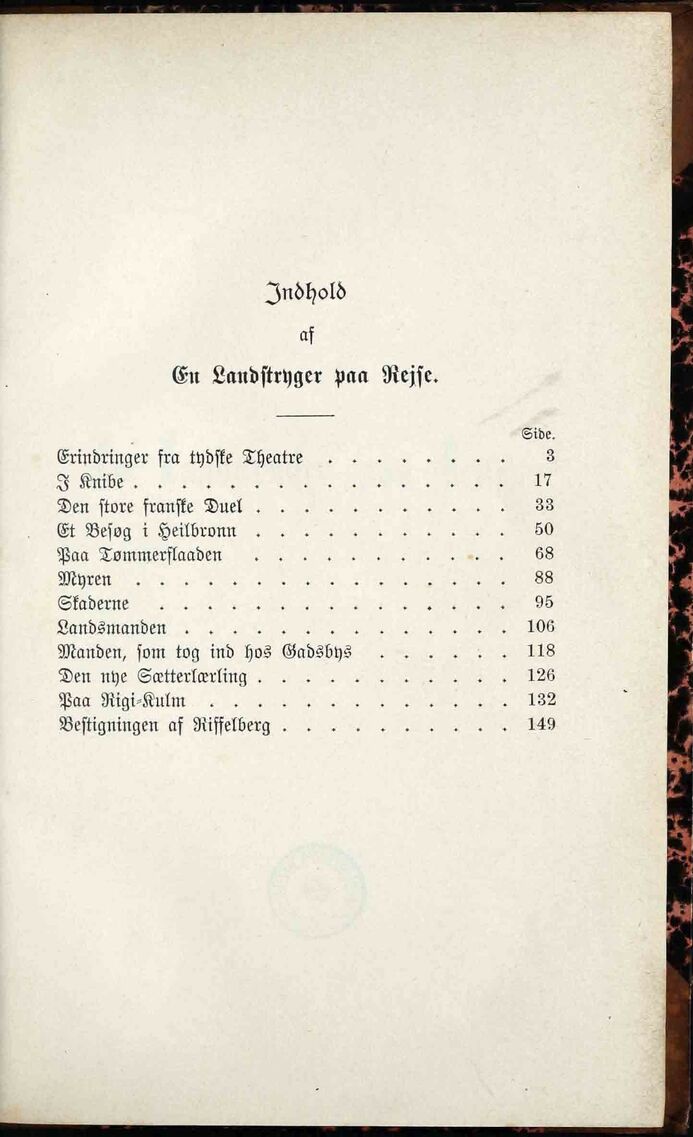 Indhold
af
En Landstryger paa Rejse.
Side.
Erindringer fra tydske Theatre . . . . . . . . 3
I Knibe . . . . . . . . . . . . . . . . 17
Den store franske Duel . . . . . . . . . . . 33
Et Besøg i Heilbronn . . . . . . . . . . . 50
Paa Tømmerflaaden . . . . . . . . . . . 68
Myren . . . . . . . . . . . . . . . . 88
Skaderne . . . . . . . . . . . . . . . 95
Landsmanden . . . . . . . . . . . . . . 106
Manden, som tog ind hos Gadsbys . . . . . . 118
Den nye Sætterlærling . . . . . . . . . . . 126
Paa Rigi-Kulm . . . . . . . . . . . . . 132
Bestigningen af Riffelberg . . . . . . . . . . 149